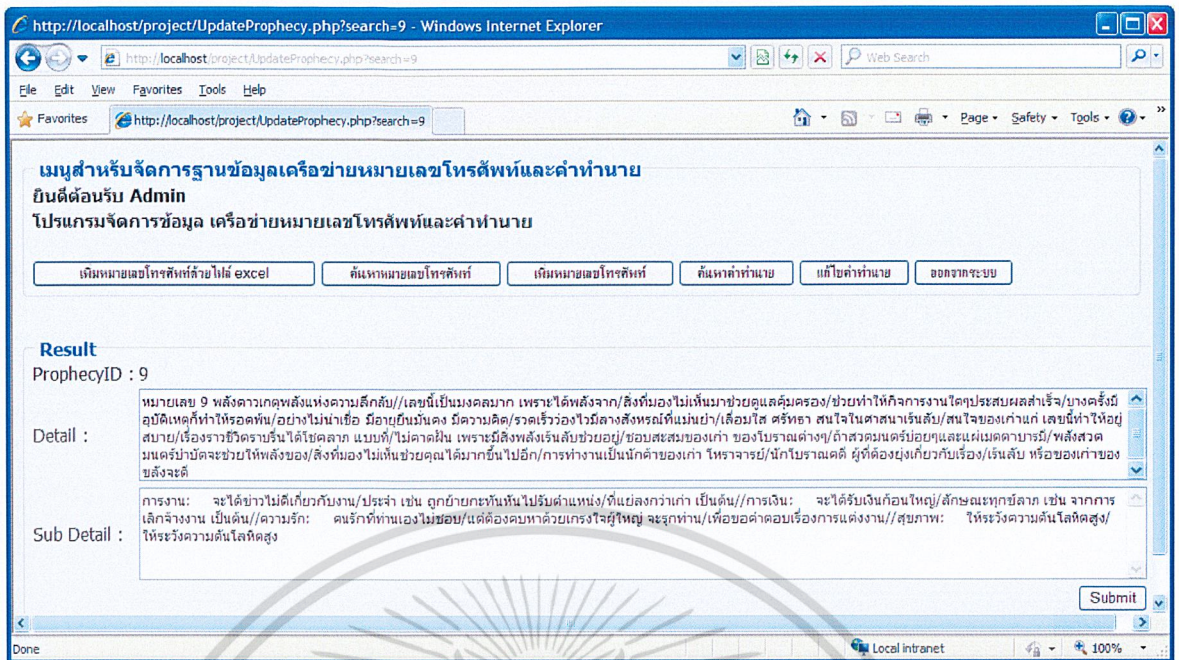 http://localhost/project/UpdateProphecy.php?search=9 - Windows Internet Explorer
http://localhost/project/UpdateProphecy.php?search=9
Web Search
File Edit View Favorites Tools Help
Favorites http://localhost/project/UpdateProphecy.php?search=9 Page Safety Tools
เมนูสำหรับจัดการฐานข้อมูลเครือข่ายหมายเลขโทรศัพท์และคำทำนาย
ยินดีต้อนรับ Admin
โปรแกรมจัดการข้อมูล เครือข่ายหมายเลขโทรศัพท์และคำทำนาย
เพิ่มหมายเลขโทรศัพท์ด้วยไฟล์ excel ค้นหาหมายเลขโทรศัพท์ เพิ่มหมายเลขโทรศัพท์ ค้นหาคำทำนาย แก้ไขคำทำนาย ออกจากระบบ
Result
ProphecyID : 9
Detail :
หมายเลข 9 พลังดาวเกตุพลังแห่งความลึกลับ//เลขนี้เป็นมงคลมาก เพราะได้พลังจาก/สิ่งที่มองไม่เห็นมาช่วยดูแลคุ้มครอง/ช่วยทำให้กิจการงานใดๆประสบผลสำเร็จ/บางครั้งมี
อุบัติเหตุก็ทำให้รอดพ้น/อย่างไม่น่าเชื่อ มีอายุยืนมั่นคง มีความคิด/รวดเร็วว่องไวมีลางสังหรณ์ที่แม่นยำ/เลื่อมใส ศรัทธา สนใจในศาสนาเร้นลับ/สนใจของเก่าแก่ เลขนี้ทำให้อยู่
สบาย/เรื่องราวชีวิตราบรื่นได้โชคลาภ แบบที่/ไม่คาดฝัน เพราะมีสิ่งพลังเร้นลับช่วยอยู่/ชอบสะสมของเก่า ของโบราณต่างๆ/ถ้าสวดมนตร์บ่อยๆและแผ่เมตตาบารมี/พลังสวด
มนตร์บำบัดจะช่วยให้พลังของ/สิ่งที่มองไม่เห็นช่วยคุณได้มากขึ้นไปอีก/การทำงานเป็นนักค้าของเก่า โหราจารย์/นักโบราณคดี ผู้ที่ต้องยุ่งเกี่ยวกับเรื่อง/เร้นลับ หรือของเก่าของ
ขลังจะดี
Sub Detail :
การงาน: จะได้ข่าวไม่ดีเกี่ยวกับงาน/ประจำ เช่น ถูกย้ายกะทันหันไปรับตำแหน่ง/ที่แย่ลงกว่าเก่า เป็นต้น//การเงิน: จะได้รับเงินก้อนใหญ่/ลักษณะทุกข์ลาภ เช่น จากการ
เลิกจ้างงาน เป็นต้น//ความรัก: คนรักที่ท่านเองไม่ชอบ/แต่ต้องคบหาด้วยเกรงใจผู้ใหญ่ จะรุกท่าน/เพื่อขอคำตอบเรื่องการแต่งงาน//สุขภาพ: ให้ระวังความดันโลหิตสูง/
ให้ระวังความดันโลหิตสูง
Submit
Done Local intranet 100%